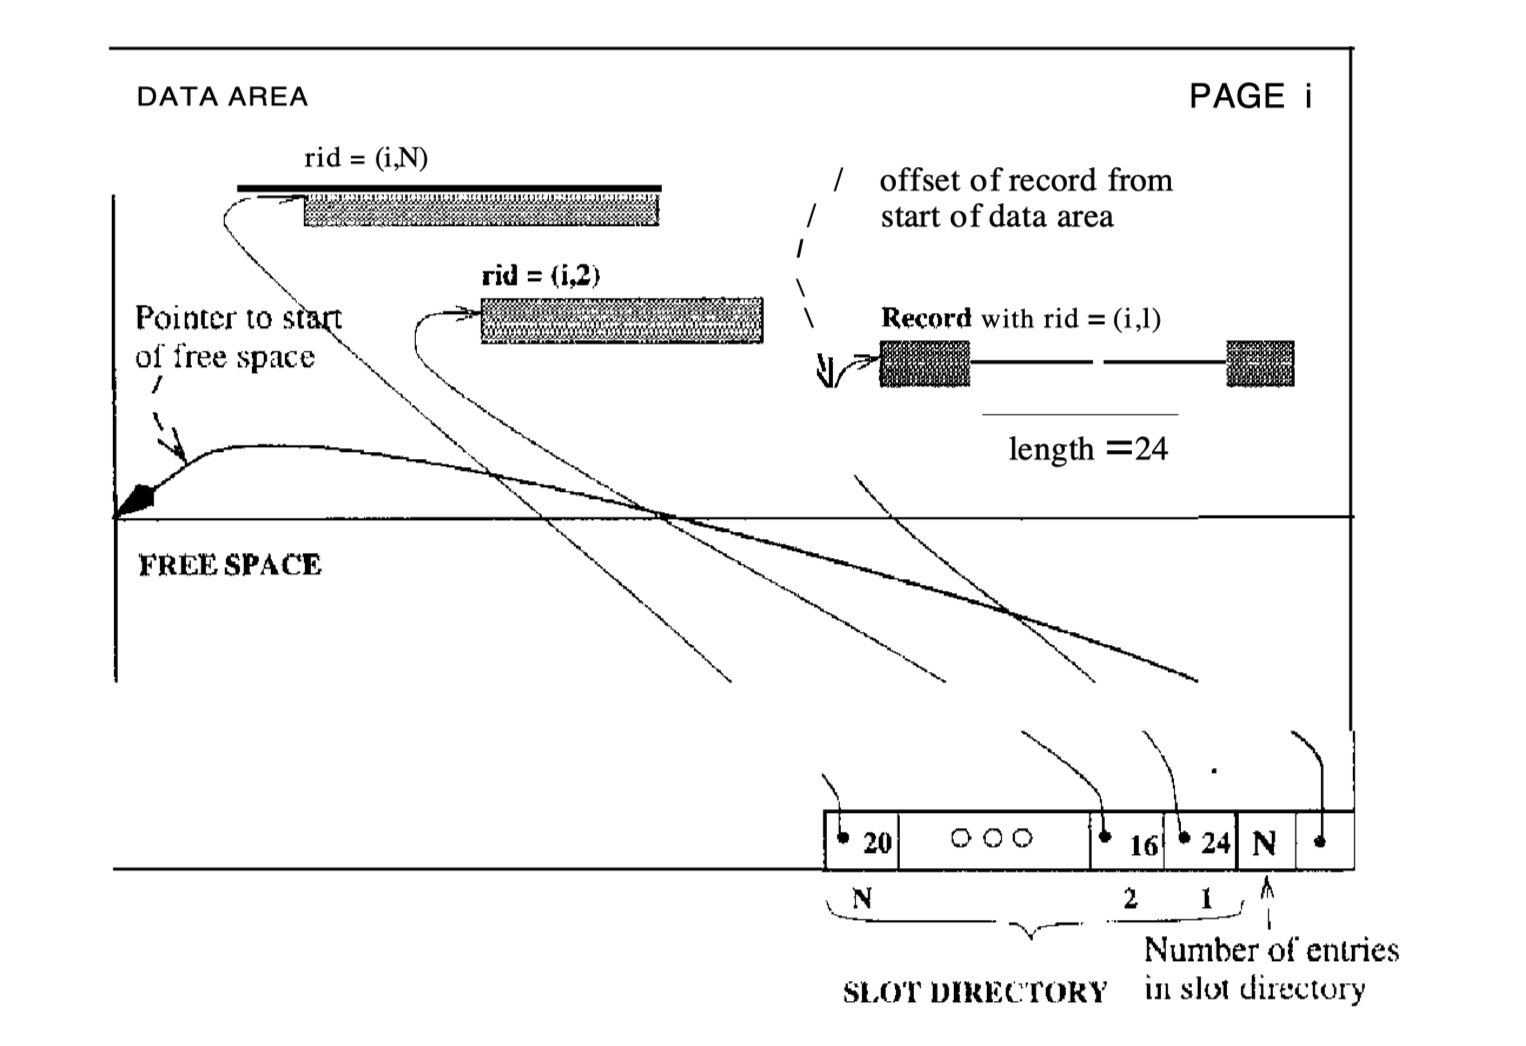 DATA AREA
PAGE i
rid = (i,N)
offset of record from
start of data area
rid = (i,2)
Pointer to start
of free space
Record with rid = (i,l)
length =24
FREE SPACE
20
16
24
N
N
2
1
Number of entries
in slot directory
SLOT DIRECTORY